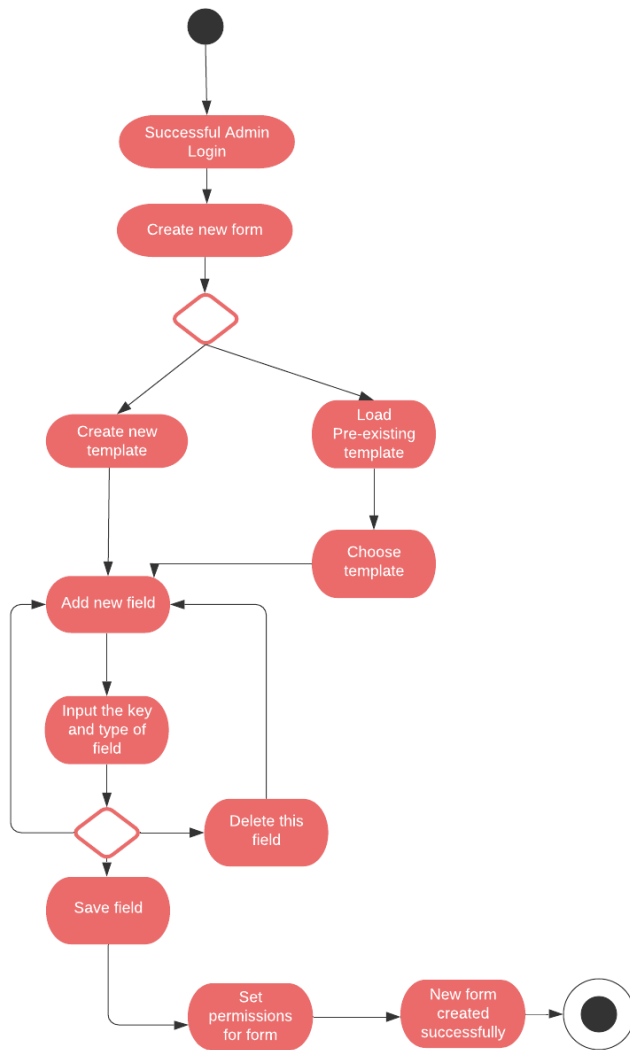 Successful Admin
Login
Create new form
Create new
template
Load
Pre-existing
template
Choose
template
Add new field
Input the key
and type of
field
Delete this
field
Save field
Set
permissions
for form
New form
created
successfully